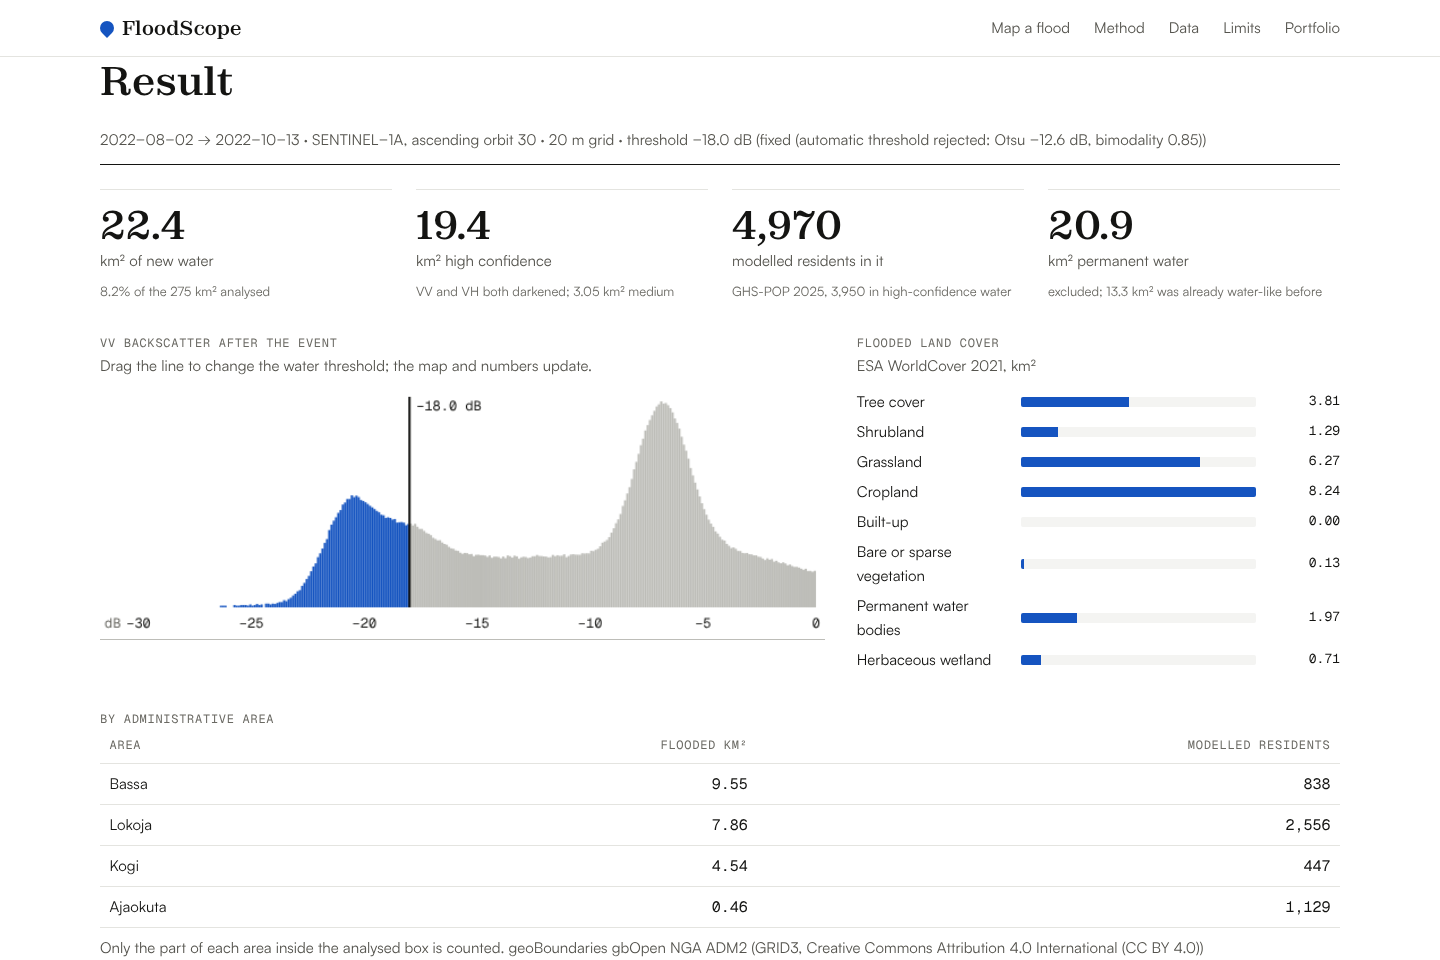 FloodScope
Map a flood Method Data Limits Portfolio
Result
2022–08–02 → 2022–10–13 · SENTINEL–1A, ascending orbit 30 · 20 m grid · threshold −18.0 dB (fixed (automatic threshold rejected: Otsu −12.6 dB, bimodality 0.85))
22.4
km² of new water
8.2% of the 275 km² analysed
19.4
km² high confidence
VV and VH both darkened; 3.05 km² medium
4,970
modelled residents in it
GHS-POP 2025, 3,950 in high-confidence water
20.9
km² permanent water
excluded; 13.3 km² was already water-like before
VV BACKSCATTER AFTER THE EVENT
Drag the line to change the water threshold; the map and numbers update.
−18.0 dB
dB −30 −25 −20 −15 −10 −5 0
FLOODED LAND COVER
ESA WorldCover 2021, km²
Tree cover 3.81
Shrubland 1.29
Grassland 6.27
Cropland 8.24
Built-up 0.00
Bare or sparse
vegetation 0.13
Permanent water
bodies 1.97
Herbaceous wetland 0.71
BY ADMINISTRATIVE AREA
AREA FLOODED KM² MODELLED RESIDENTS
Bassa 9.55 838
Lokoja 7.86 2,556
Kogi 4.54 447
Ajaokuta 0.46 1,129
Only the part of each area inside the analysed box is counted. geoBoundaries gbOpen NGA ADM2 (GRID3, Creative Commons Attribution 4.0 International (CC BY 4.0))